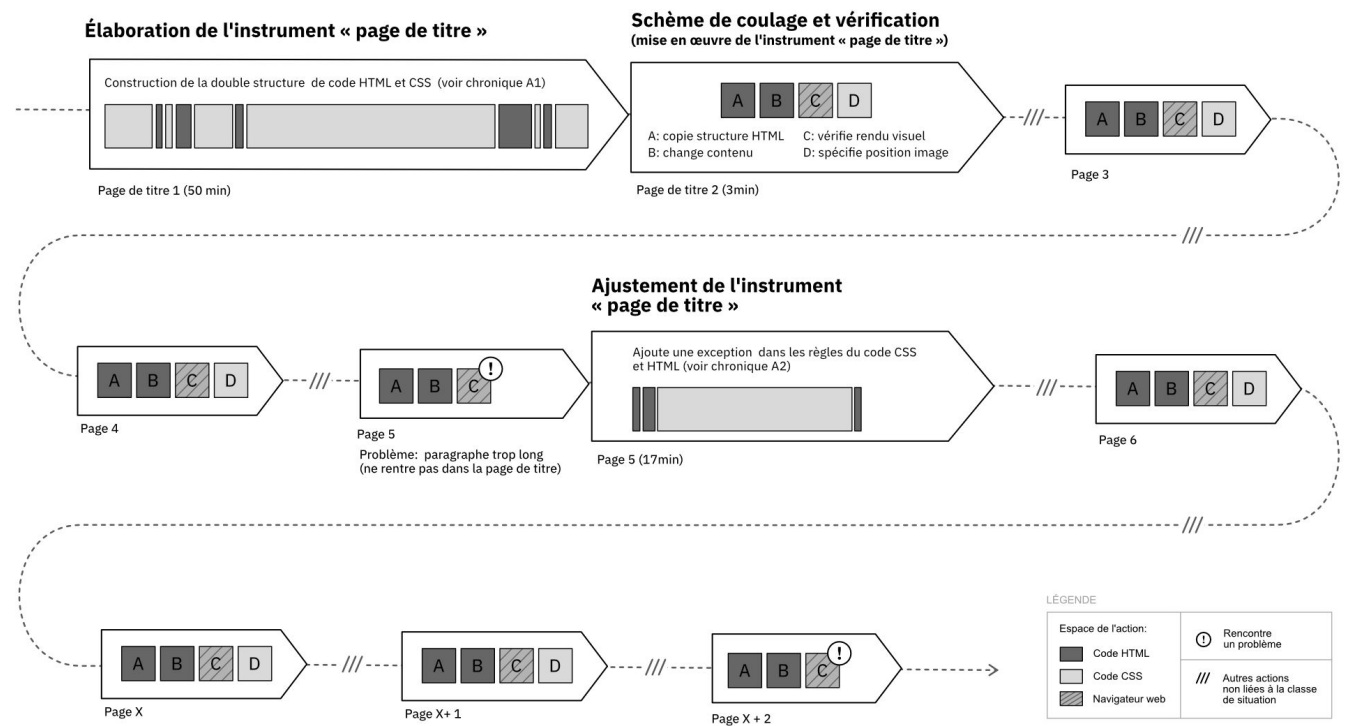 Élaboration de l'instrument « page de titre »
Construction de la double structure de code HTML et CSS (voir chronique A1)
Page de titre 1 (50 min)
Schème de coulage et vérification
(mise en œuvre de l'instrument « page de titre »)
A B C D
A: copie structure HTML C: vérifie rendu visuel
B: change contenu D: spécifie position image
Page de titre 2 (3min)
A B C D
Page 3
A B C D
Page 4
A B C !
Page 5
Problème: paragraphe trop long
(ne rentre pas dans la page de titre)
Ajustement de l'instrument
« page de titre »
Ajoute une exception dans les règles du code CSS
et HTML (voir chronique A2)
Page 5 (17min)
A B C D
Page 6
A B C D
Page X
A B C D
Page X+ 1
A B C !
Page X + 2
LÉGENDE
Espace de l'action:
Code HTML
Code CSS
Navigateur web
! Rencontre
un problème
/// Autres actions
non liées à la classe
de situation